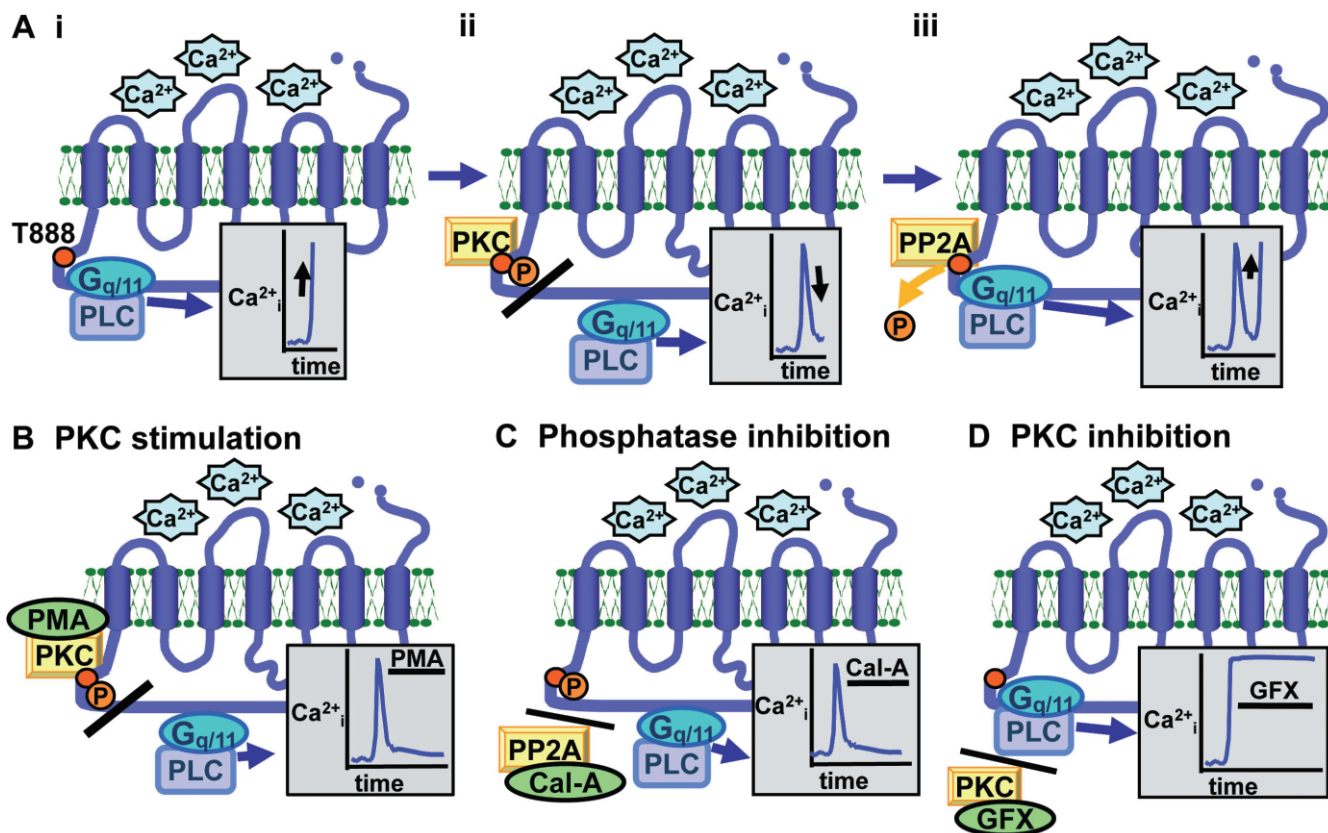 A i
ii
iii
Ca2+
Ca2+
Ca2+
T888
Gq/11
PLC
Ca2+i
time
Ca2+
Ca2+
Ca2+
PKC
P
Gq/11
PLC
Ca2+i
time
Ca2+
Ca2+
Ca2+
PP2A
P
Gq/11
PLC
Ca2+i
time
B PKC stimulation
Ca2+
Ca2+
Ca2+
PMA
PKC
P
Gq/11
PLC
PMA
Ca2+i
time
C Phosphatase inhibition
Ca2+
Ca2+
Ca2+
P
PP2A
Cal-A
Gq/11
PLC
Cal-A
Ca2+i
time
D PKC inhibition
Ca2+
Ca2+
Ca2+
Gq/11
PLC
PKC
GFX
GFX
Ca2+i
time